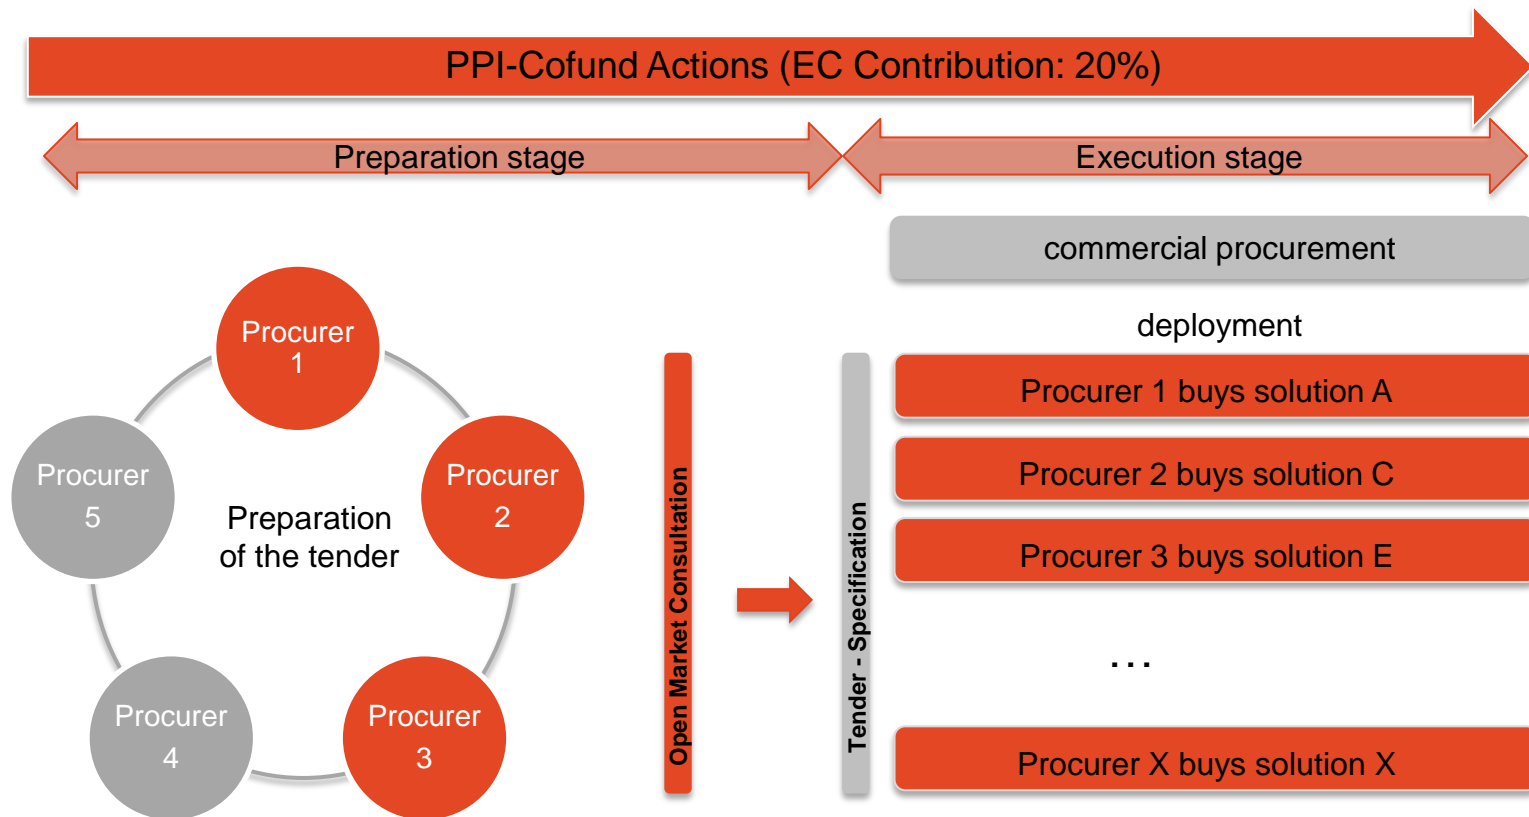 PPI-Cofund Actions (EC Contribution: 20%)
Preparation stage
Execution stage
commercial procurement
deployment
Procurer
1
Procurer
2
Procurer
3
Procurer
4
Procurer
5
Preparation
of the tender
Open Market Consultation
Tender - Specification
Procurer 1 buys solution A
Procurer 2 buys solution C
Procurer 3 buys solution E
...
Procurer X buys solution X